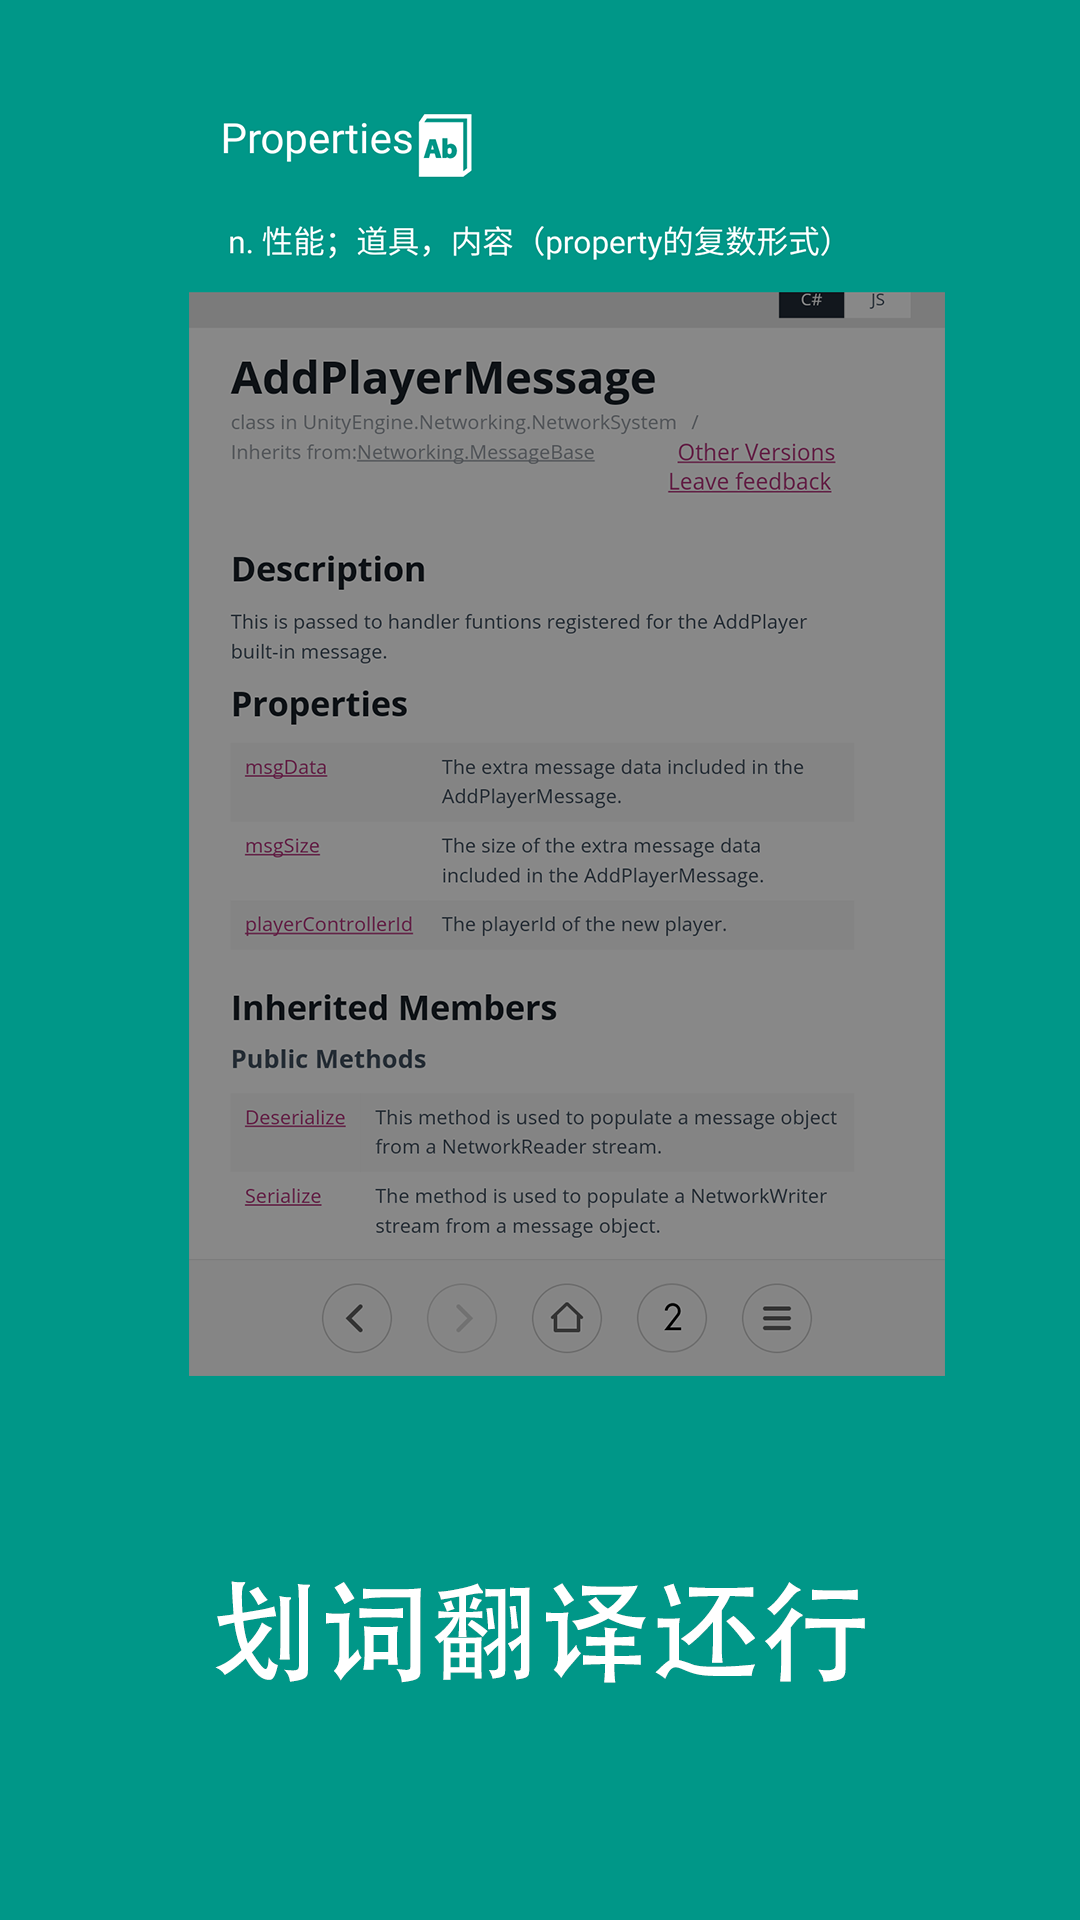 Properties Ab
n. 性能；道具，内容（property的复数形式）
C# JS
AddPlayerMessage
class in UnityEngine.Networking.NetworkSystem /
Inherits from:Networking.MessageBase
Other Versions
Leave feedback
Description
This is passed to handler funtions registered for the AddPlayer
built-in message.
Properties
msgData The extra message data included in the
AddPlayerMessage.
msgSize The size of the extra message data
included in the AddPlayerMessage.
playerControllerId The playerId of the new player.
Inherited Members
Public Methods
Deserialize This method is used to populate a message object
from a NetworkReader stream.
Serialize The method is used to populate a NetworkWriter
stream from a message object.
2
划词翻译还行